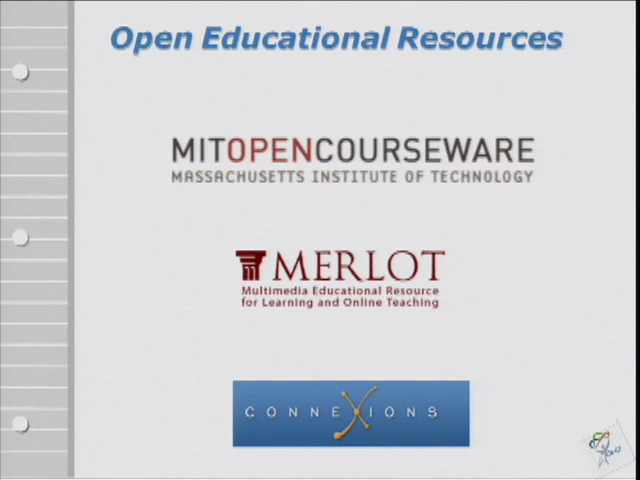 Open Educational Resources
MITOPENCOURSEWARE
MASSACHUSETTS INSTITUTE OF TECHNOLOGY
MERLOT
Multimedia Educational Resource
for Learning and Online Teaching
CONNEXIONS